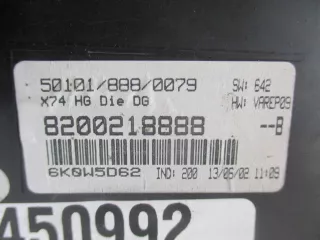 50101/888/0079 SW: 642
X74 HG Die DG HW: VAREP09
8200218888 --B
6K0W5D62 IND: 200 13/05/02 11:09
450992